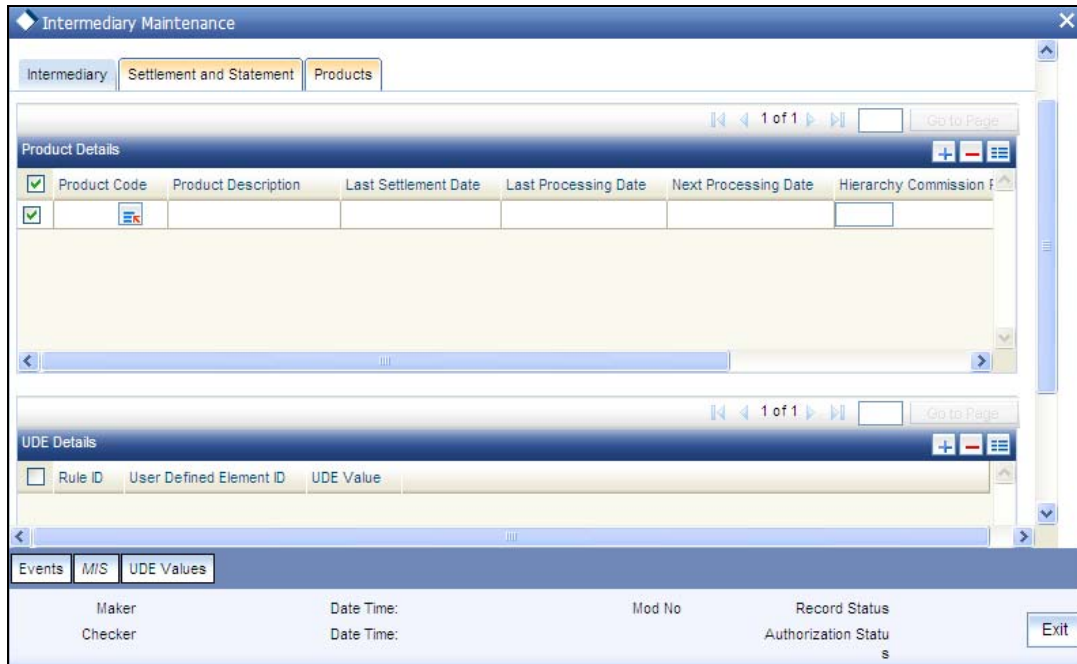 Intermediary Maintenance
Intermediary Settlement and Statement Products
1 of 1 Go to Page
Product Details
Product Code Product Description Last Settlement Date Last Processing Date Next Processing Date Hierarchy Commission
1 of 1 Go to Page
UDE Details
Rule ID User Defined Element ID UDE Value
Events MIS UDE Values
Maker Date Time: Mod No Record Status
Checker Date Time: Authorization Statu
s
Exit